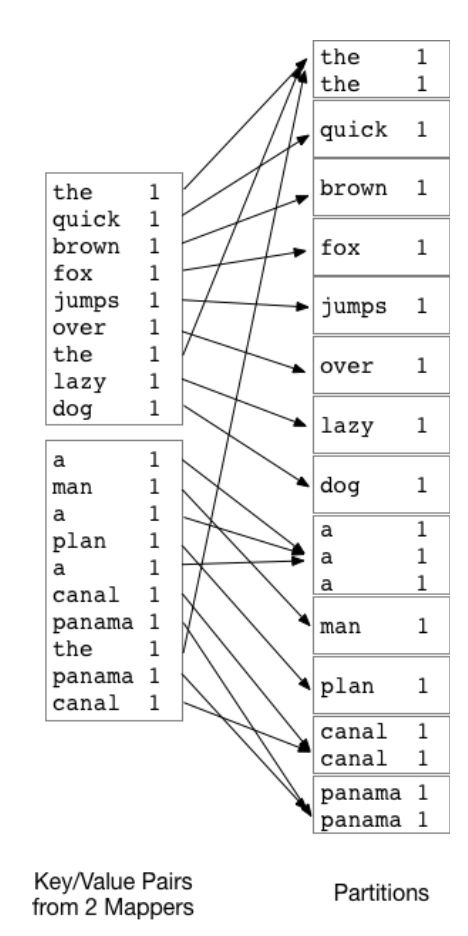 the 1
quick 1
brown 1
fox 1
jumps 1
over 1
the 1
lazy 1
dog 1
a 1
man 1
a 1
plan 1
a 1
canal 1
panama 1
the 1
panama 1
canal 1
Key/Value Pairs
from 2 Mappers
the 1
the 1
quick 1
brown 1
fox 1
jumps 1
over 1
lazy 1
dog 1
a 1
a 1
a 1
man 1
plan 1
canal 1
canal 1
panama 1
panama 1
Partitions